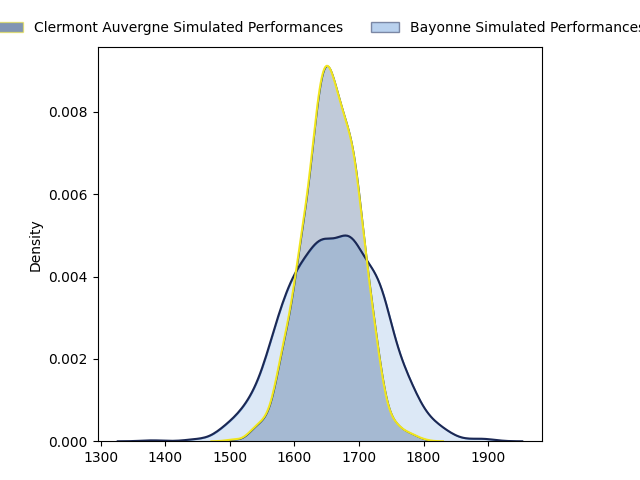 Clermont Auvergne Simulated Performances Bayonne Simulated Performances
0.008
0.006
Density
0.004
0.002
0.000
1300 1400 1500 1600 1700 1800 1900